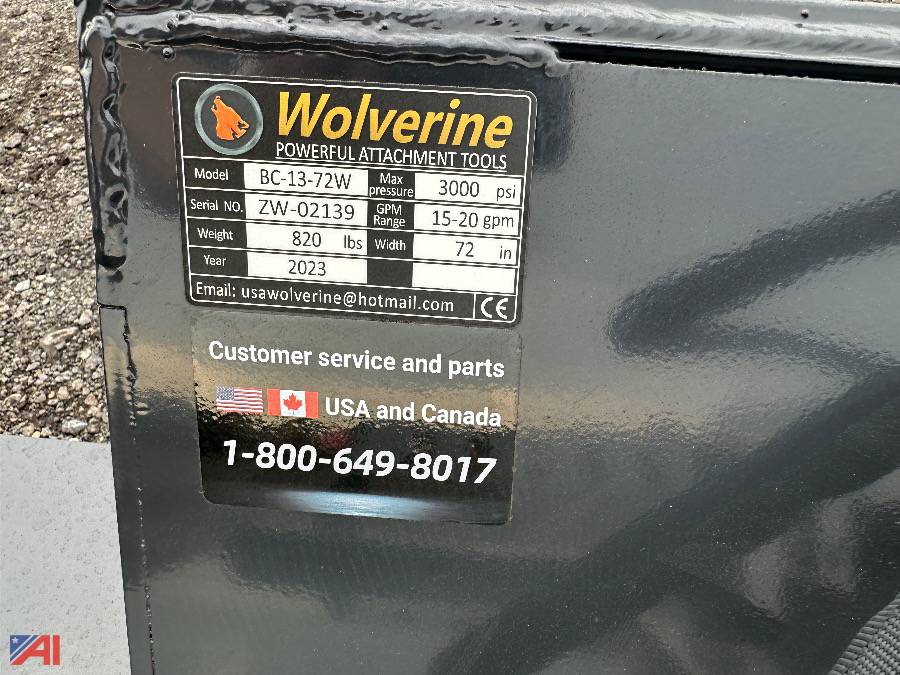 Wolverine
POWERFUL ATTACHMENT TOOLS
Model BC-13-72W Max pressure 3000 psi
Serial NO. ZW-02139 GPM Range 15-20 gpm
Weight 820 lbs Width 72 in
Year 2023
Email: usawolverine@hotmail.com CE
Customer service and parts
USA and Canada
1-800-649-8017
AI